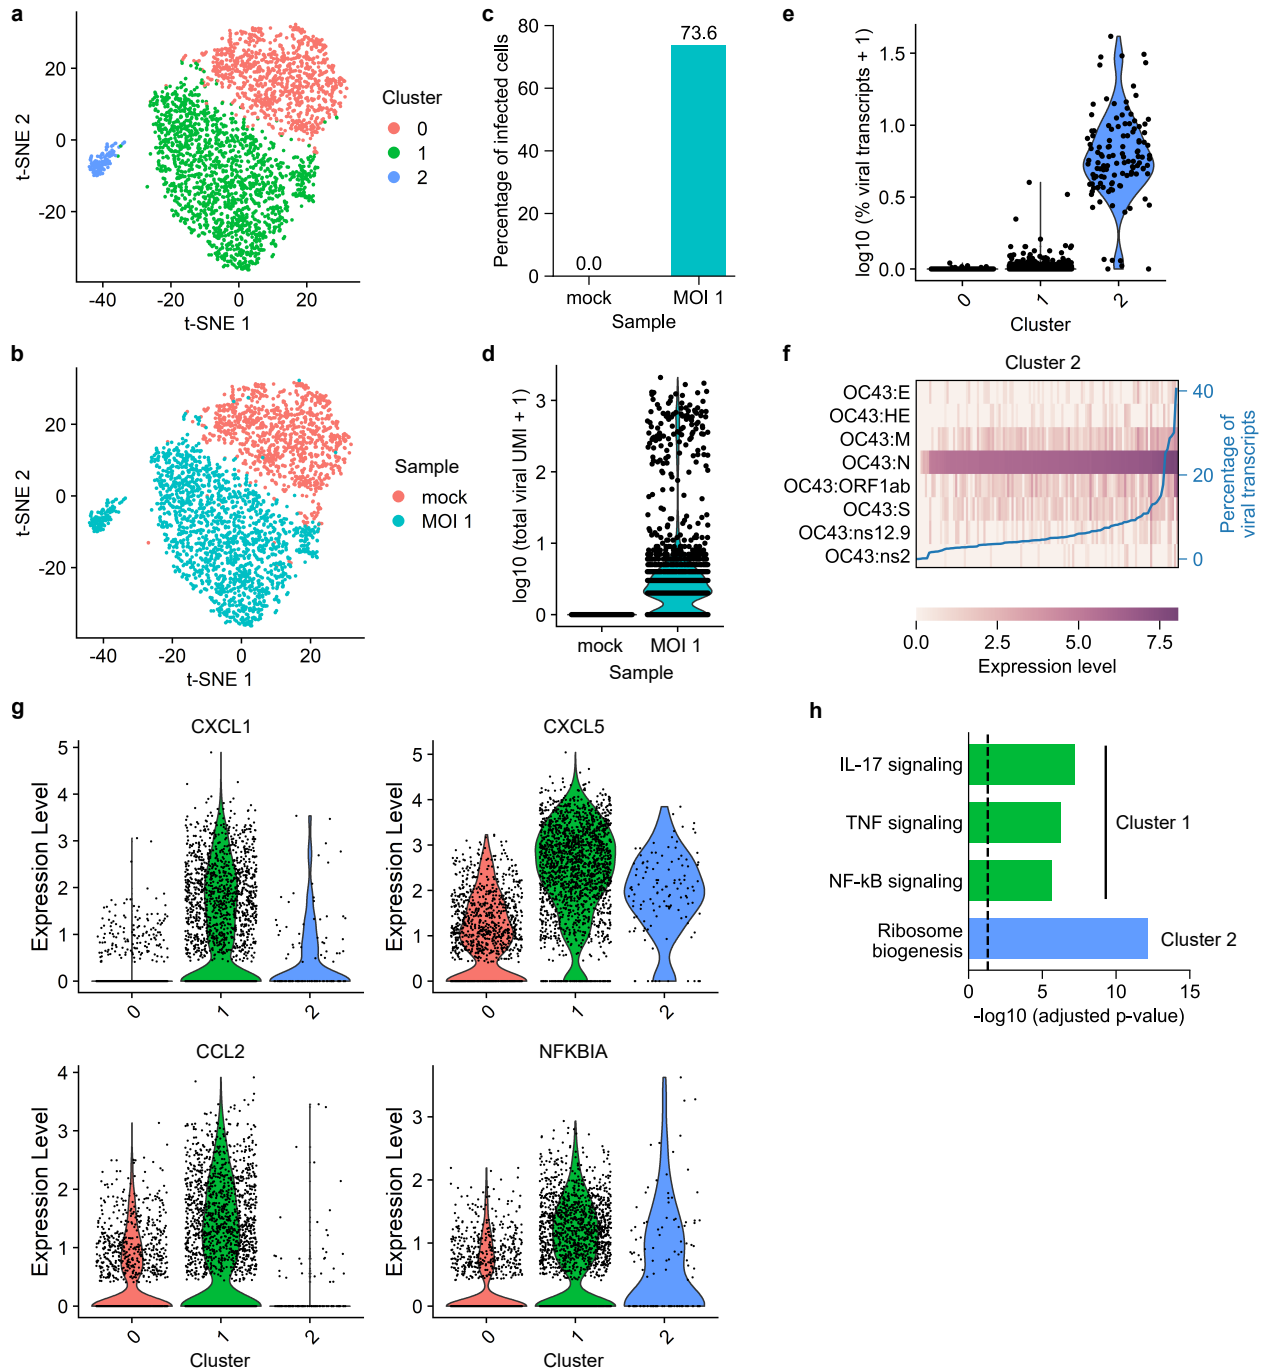 a
t-SNE 2
20
0
-20
-40
-20
0
20
t-SNE 1
Cluster
0
1
2
b
t-SNE 2
20
0
-20
-40
-20
0
20
t-SNE 1
Sample
mock
MOI 1
c
Percentage of infected cells
80
60
40
20
0
0.0
73.6
mock
MOI 1
Sample
d
log10 (total viral UMI + 1)
3
2
1
0
mock
MOI 1
Sample
e
log10 (% viral transcripts + 1)
1.5
1.0
0.5
0.0
0
1
2
Cluster
f
Cluster 2
OC43:E
OC43:HE
OC43:M
OC43:N
OC43:ORF1ab
OC43:S
OC43:ns12.9
OC43:ns2
40
20
0
Percentage of
viral transcripts
0.0
2.5
5.0
7.5
Expression level
g
CXCL1
Expression Level
5
4
3
2
1
0
0
1
2
CXCL5
Expression Level
5
4
3
2
1
0
0
1
2
CCL2
Expression Level
4
3
2
1
0
0
1
2
Cluster
NFKBIA
Expression Level
3
2
1
0
0
1
2
Cluster
h
IL-17 signaling
TNF signaling
NF-kB signaling
Ribosome
biogenesis
Cluster 1
Cluster 2
0
5
10
15
-log10 (adjusted p-value)